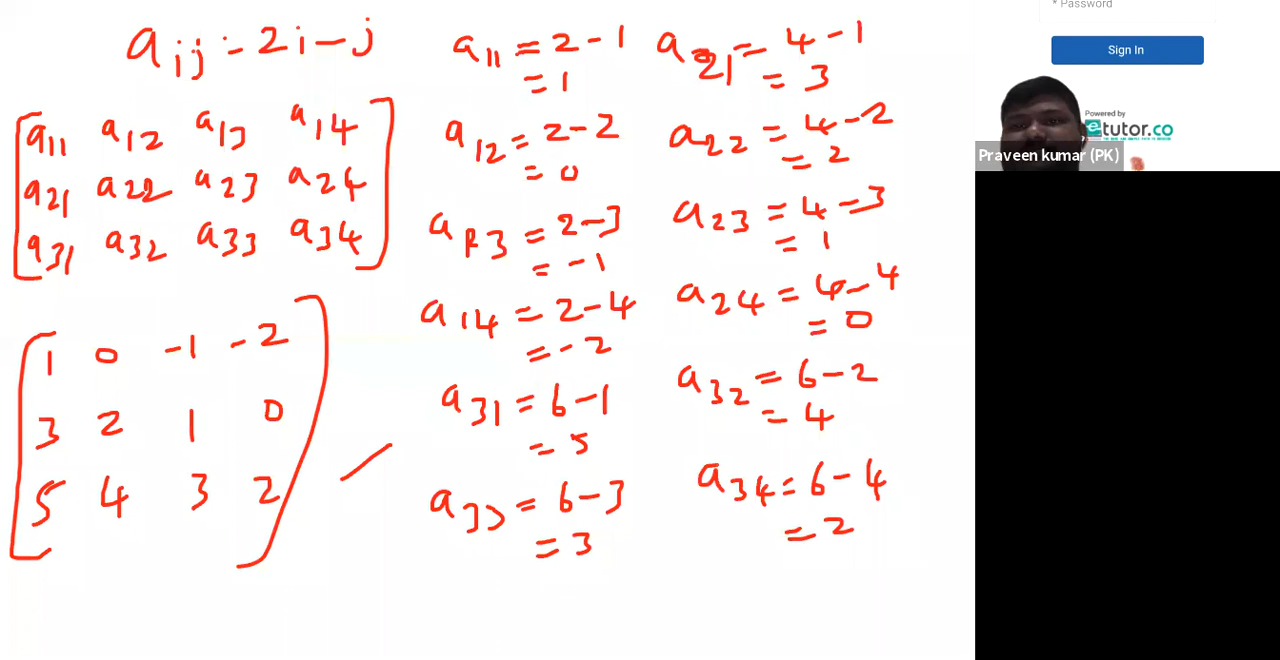 a_ij = 2i - j
[a11 a12 a13 a14
a21 a22 a23 a24
a31 a32 a33 a34]
[1 0 -1 -2
3 2 1 0
5 4 3 2]
a11 = 2 - 1
= 1
a12 = 2 - 2
= 0
a13 = 2 - 3
= -1
a14 = 2 - 4
= -2
a31 = 6 - 1
= 5
a33 = 6 - 3
= 3
a21 = 4 - 1
= 3
a22 = 4 - 2
= 2
a23 = 4 - 3
= 1
a24 = 4 - 4
= 0
a32 = 6 - 2
= 4
a34 = 6 - 4
= 2
* Password
Sign In
Powered by
etutor.co
Praveen kumar (PK)